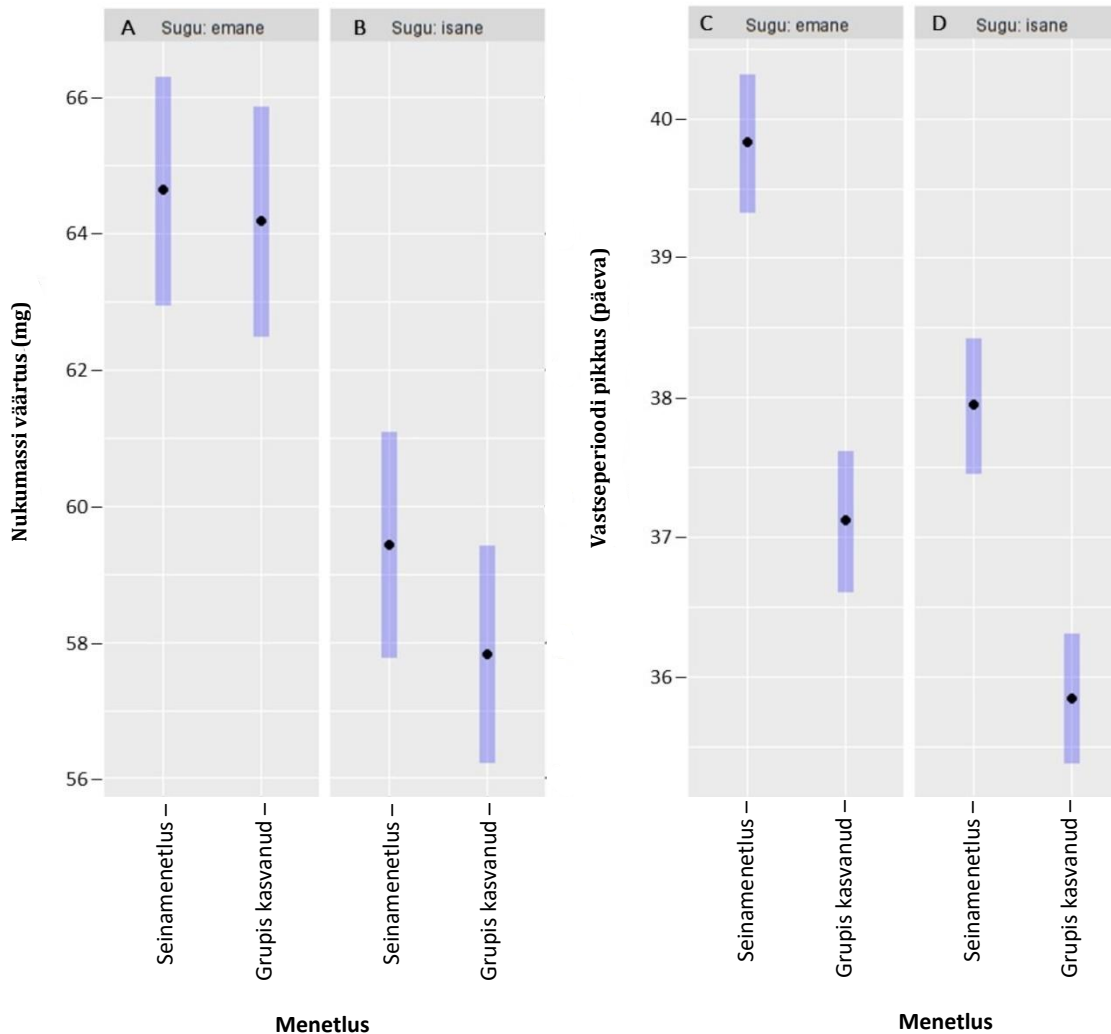 A Sugu: emane
B Sugu: isane
Nukumassi väärtus (mg)
66
64
62
60
58
56
Seinamenetlus
Grupis kasvanud
Seinamenetlus
Grupis kasvanud
Menetlus
C Sugu: emane
D Sugu: isane
Vastseperioodi pikkus (päeva)
40
39
38
37
36
Seinamenetlus
Grupis kasvanud
Seinamenetlus
Grupis kasvanud
Menetlus